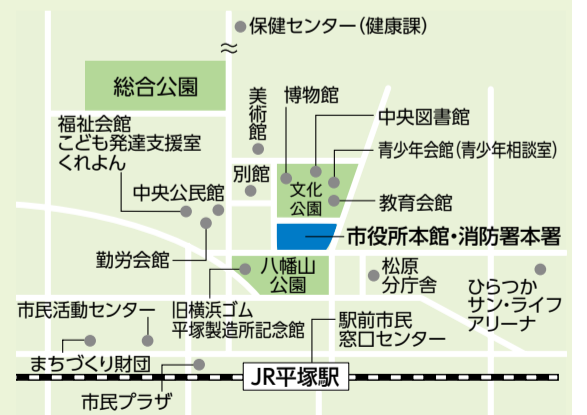 保健センター(健康課)
総合公園
美術館
博物館
中央図書館
福祉会館
こども発達支援室
くれよん
青少年会館(青少年相談室)
別館
文化
公園
中央公民館
教育会館
市役所本館・消防署本署
勤労会館
八幡山
公園
松原
分庁舎
ひらつか
サン・ライフ
アリーナ
市民活動センター
旧横浜ゴム
平塚製造所記念館
駅前市民
窓口センター
まちづくり財団
JR平塚駅
市民プラザ